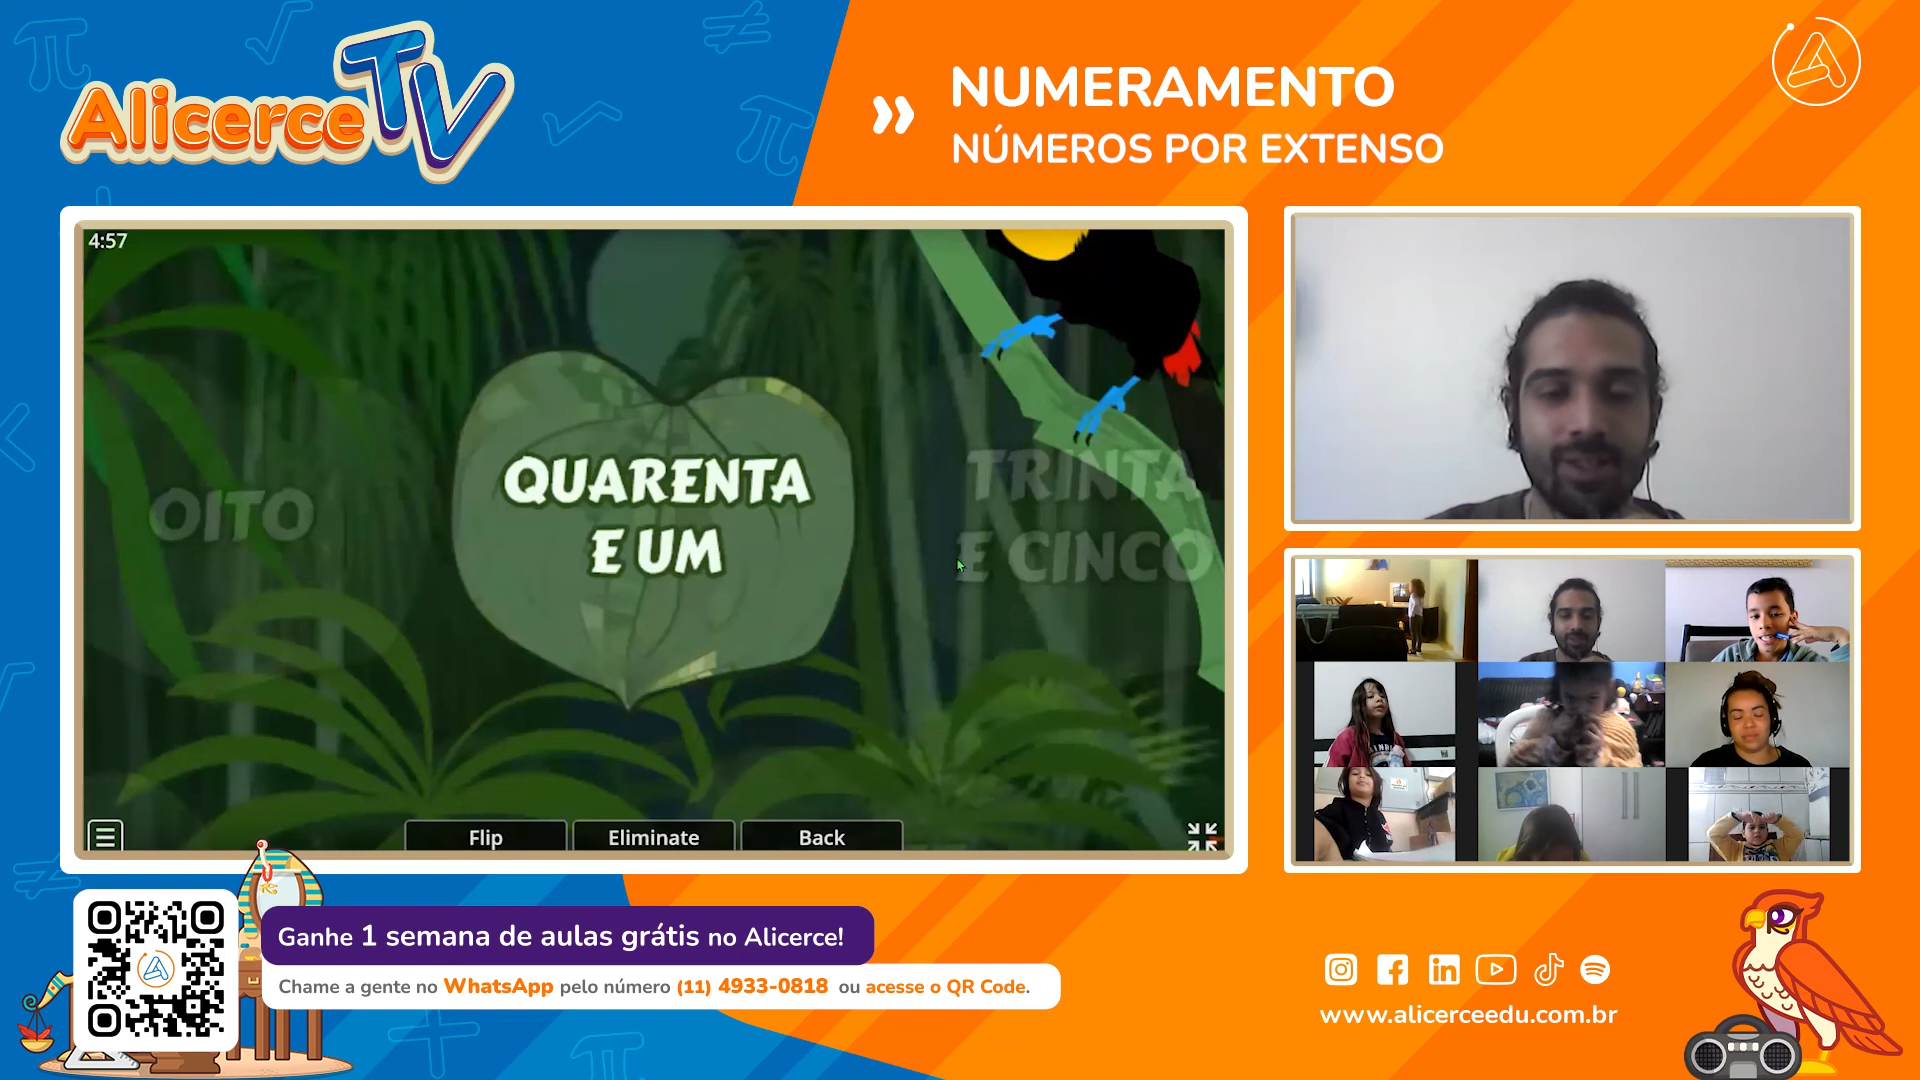 Alicerce TV
NUMERAMENTO
NÚMEROS POR EXTENSO
4:57
OITO
QUARENTA
E UM
TRINTA
E CINCO
Flip
Eliminate
Back
Ganhe 1 semana de aulas grátis no Alicerce!
Chame a gente no WhatsApp pelo número (11) 4933-0818 ou acesse o QR Code.
www.alicerceedu.com.br